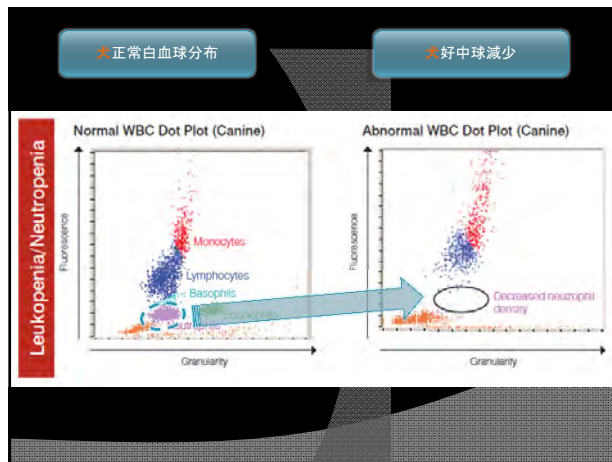 犬正常白血球分布
犬好中球減少
Leukopenia/Neutropenia
Normal WBC Dot Plot (Canine)
Fluorescence
Monocytes
Lymphocytes
Basophils
Neutrophils
Granularity
Abnormal WBC Dot Plot (Canine)
Fluorescence
Decreased neutrophil
density
Granularity